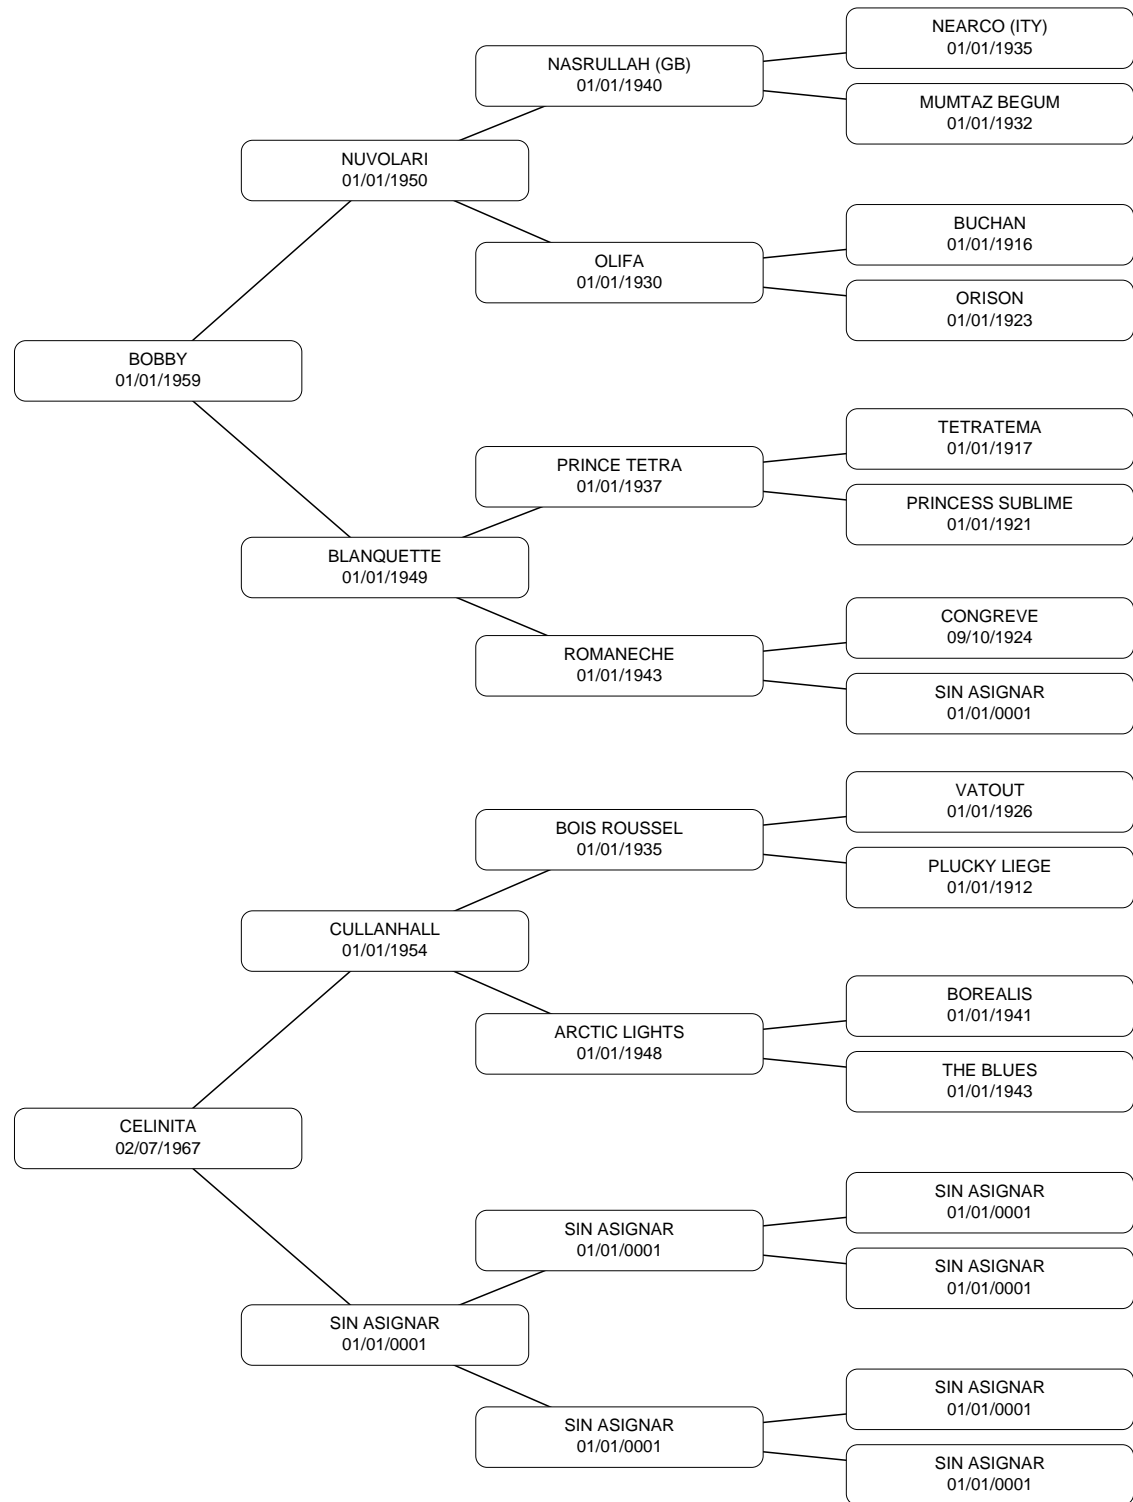 NEARCO (ITY)
01/01/1935
NASRULLAH (GB)
01/01/1940
MUMTAZ BEGUM
01/01/1932
NUVOLARI
01/01/1950
BUCHAN
01/01/1916
OLIFA
01/01/1930
ORISON
01/01/1923
BOBBY
01/01/1959
TETRATEMA
01/01/1917
PRINCE TETRA
01/01/1937
PRINCESS SUBLIME
01/01/1921
BLANQUETTE
01/01/1949
CONGREVE
09/10/1924
ROMANECHE
01/01/1943
SIN ASIGNAR
01/01/0001
VATOUT
01/01/1926
BOIS ROUSSEL
01/01/1935
PLUCKY LIEGE
01/01/1912
CULLANHALL
01/01/1954
BOREALIS
01/01/1941
ARCTIC LIGHTS
01/01/1948
THE BLUES
01/01/1943
CELINITA
02/07/1967
SIN ASIGNAR
01/01/0001
SIN ASIGNAR
01/01/0001
SIN ASIGNAR
01/01/0001
SIN ASIGNAR
01/01/0001
SIN ASIGNAR
01/01/0001
SIN ASIGNAR
01/01/0001
SIN ASIGNAR
01/01/0001